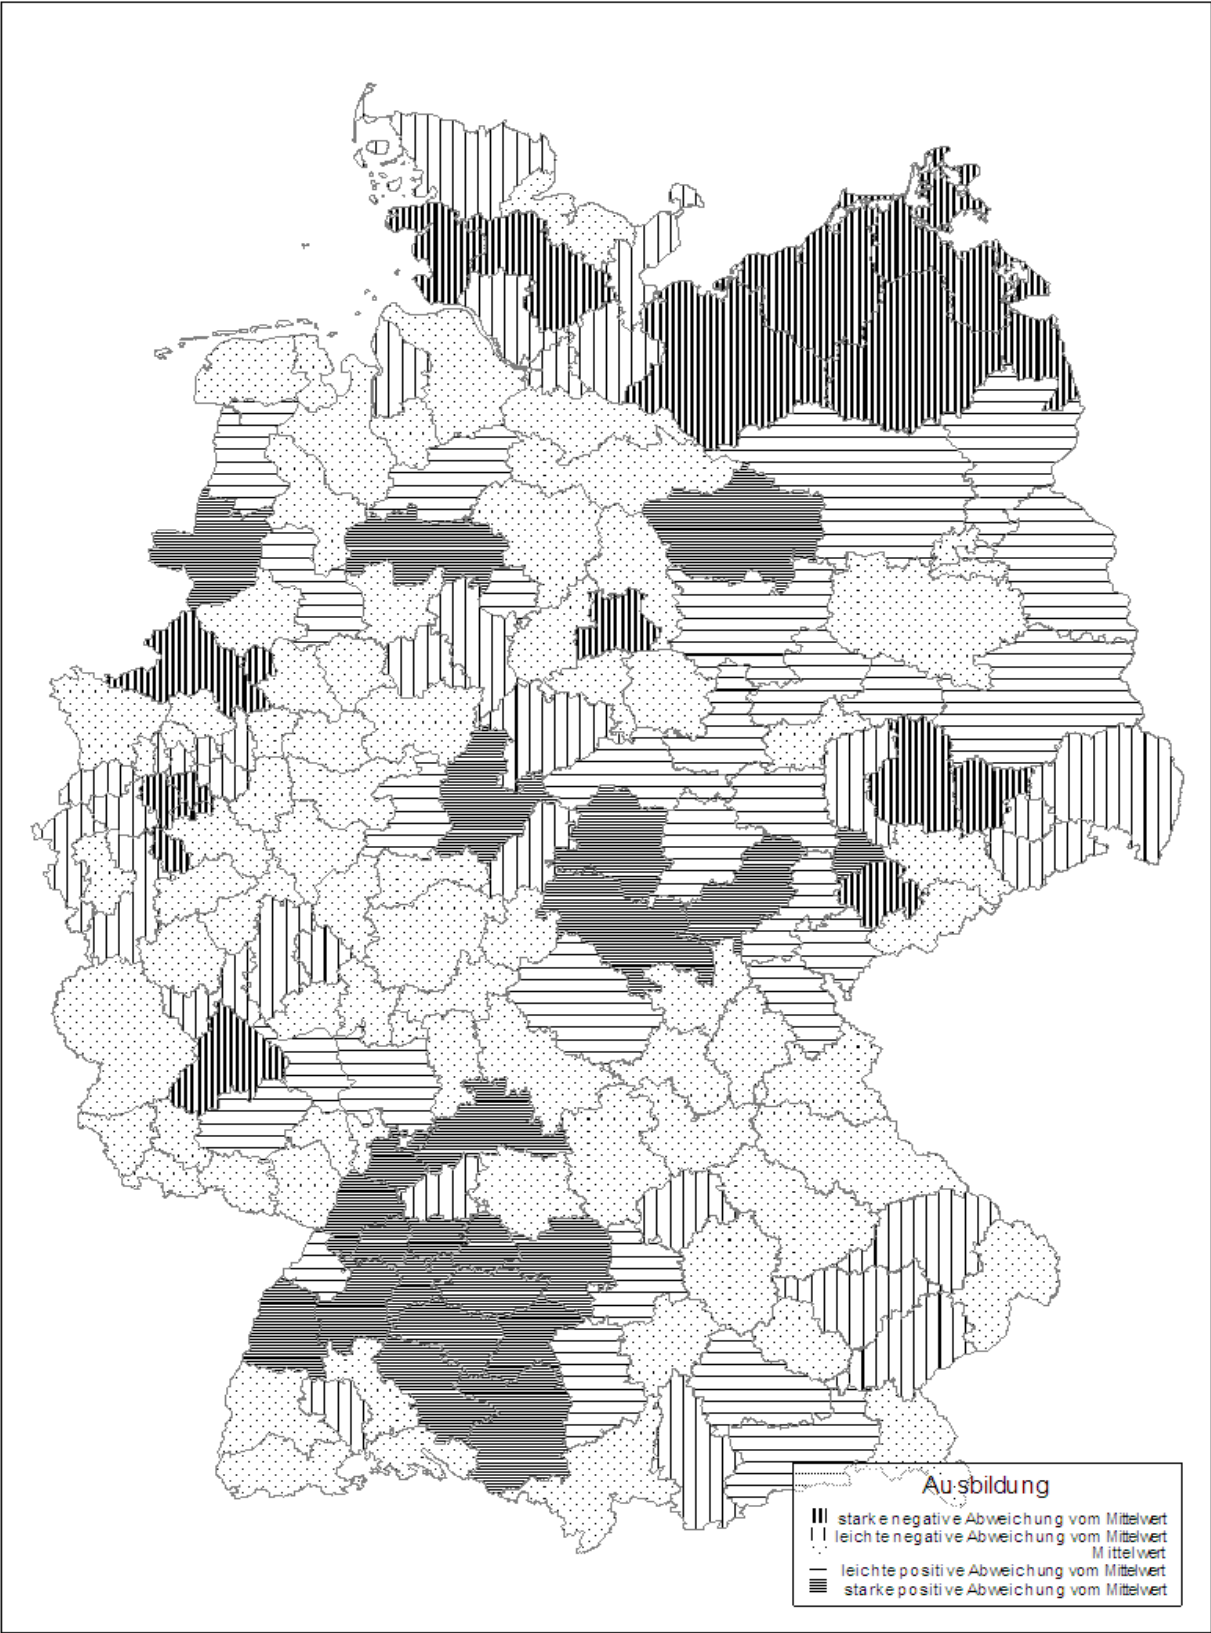 Ausbildung
starke negative Abweichung vom Mittelwert
leichte negative Abweichung vom Mittelwert
Mittelwert
leichte positive Abweichung vom Mittelwert
starke positive Abweichung vom Mittelwert